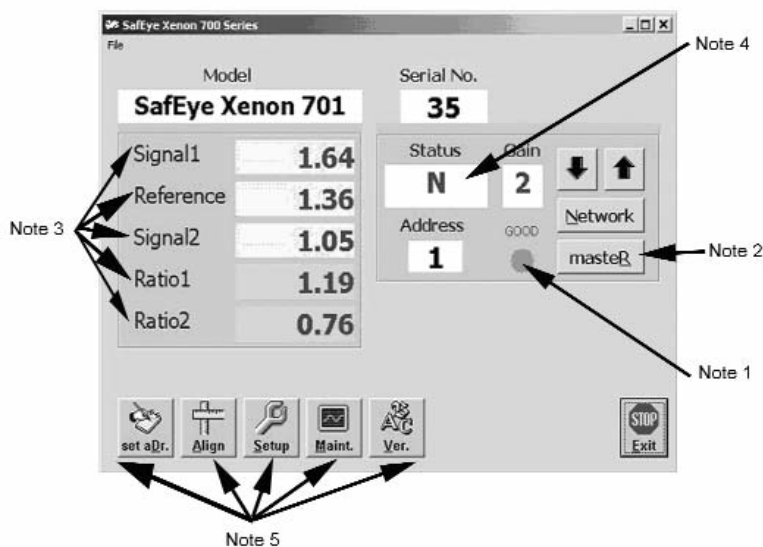 SafEye Xenon 700 Series
File
Note 4
Model
Serial No.
SafEye Xenon 701
35
Signal1
1.64
Reference
1.36
Signal2
1.05
Ratio1
1.19
Ratio2
0.76
Note 3
Status
Gain
N
2
Network
Address
GOOD
1
masteR
Note 2
Note 1
set aDr.
Align
Setup
Maint.
Ver.
STOP
Exit
Note 5